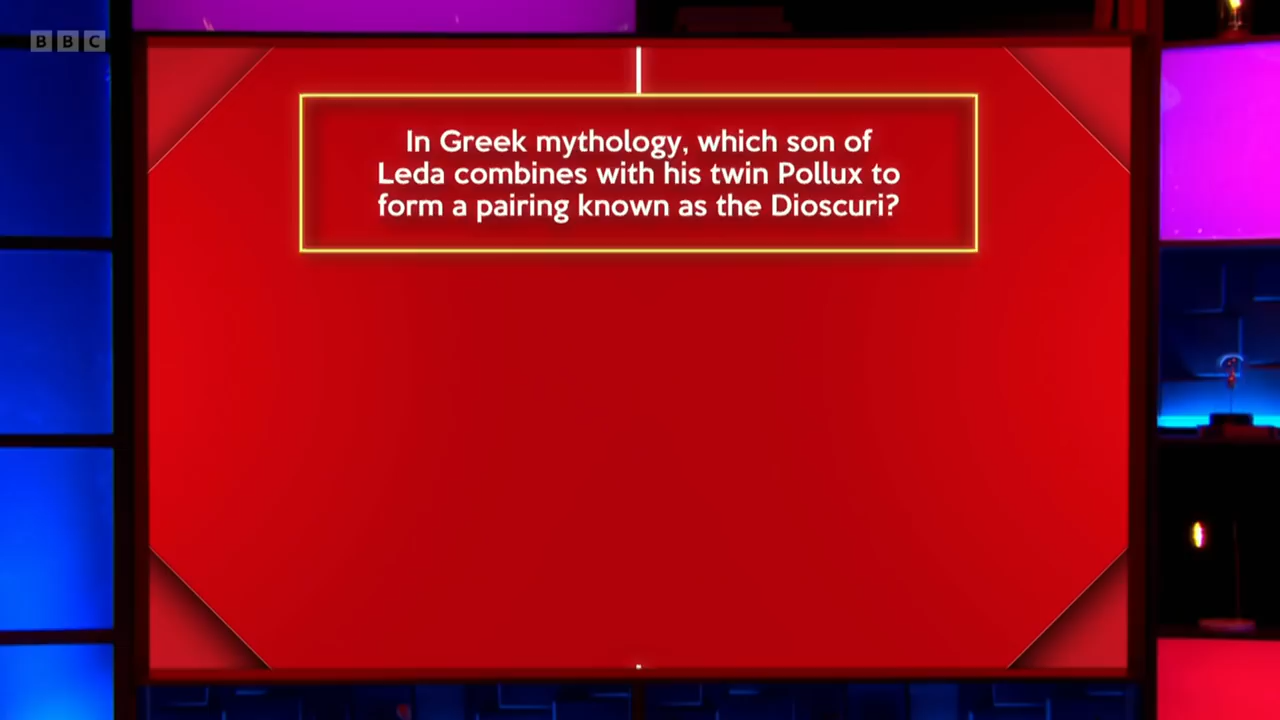 BBC
In Greek mythology, which son of
Leda combines with his twin Pollux to
form a pairing known as the Dioscuri?